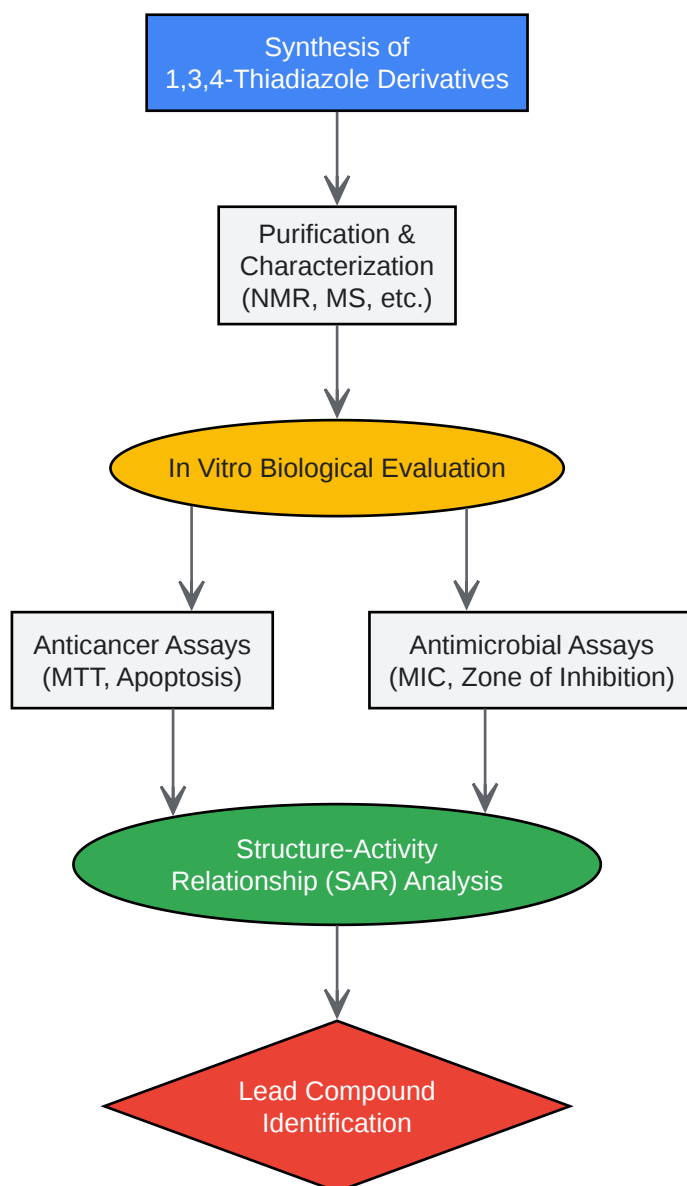 Synthesis of
1,3,4-Thiadiazole Derivatives
Purification &
Characterization
(NMR, MS, etc.)
In Vitro Biological Evaluation
Anticancer Assays
(MTT, Apoptosis)
Antimicrobial Assays
(MIC, Zone of Inhibition)
Structure-Activity
Relationship (SAR) Analysis
Lead Compound
Identification